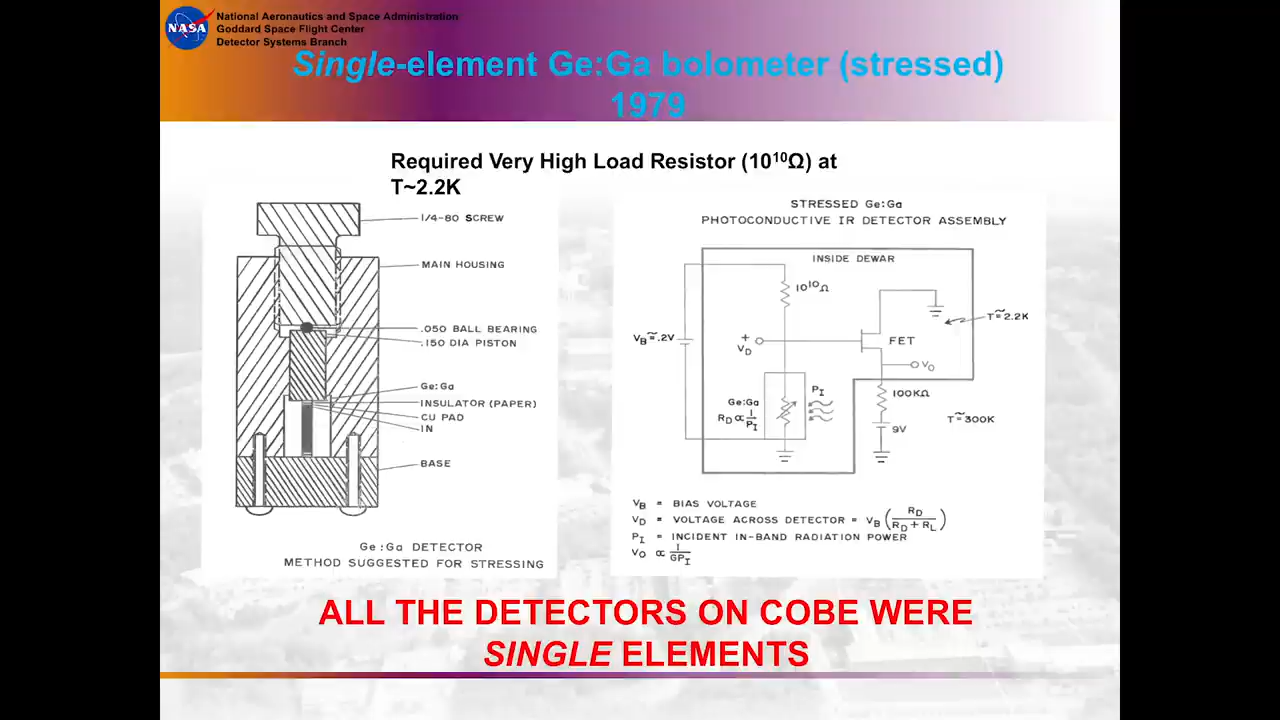 National Aeronautics and Space Administration
Goddard Space Flight Center
Detector Systems Branch
NASA
Single-element Ge:Ga bolometer (stressed)
1979
Required Very High Load Resistor (10¹⁰Ω) at
T~2.2K
1/4-80 SCREW
MAIN HOUSING
.050 BALL BEARING
.150 DIA PISTON
Ge:Ga
INSULATOR (PAPER)
CU PAD
IN
BASE
Ge:Ga DETECTOR
METHOD SUGGESTED FOR STRESSING
STRESSED Ge:Ga
PHOTOCONDUCTIVE IR DETECTOR ASSEMBLY
INSIDE DEWAR
10¹⁰Ω
T≃2.2K
V_B≃.2V
+
V_D
FET
V_O
P_I
Ge:Ga
R_D ∝ 1/P_I
100KΩ
T≃300K
9V
V_B = BIAS VOLTAGE
V_D = VOLTAGE ACROSS DETECTOR = V_B (R_D / R_D + R_L)
P_I = INCIDENT IN-BAND RADIATION POWER
V_O ∝ 1/GP_I
ALL THE DETECTORS ON COBE WERE
SINGLE ELEMENTS